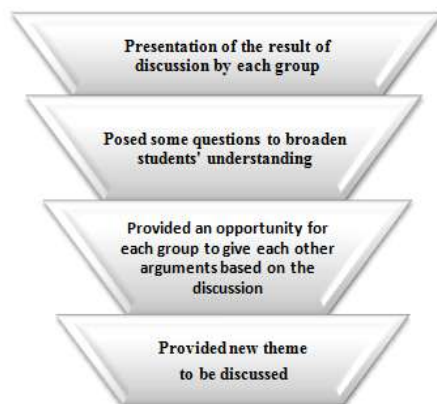 Presentation of the result of
discussion by each group
Posed some questions to broaden
students' understanding
Provided an opportunity for
each group to give each other
arguments based on the
discussion
Provided new theme
to be discussed